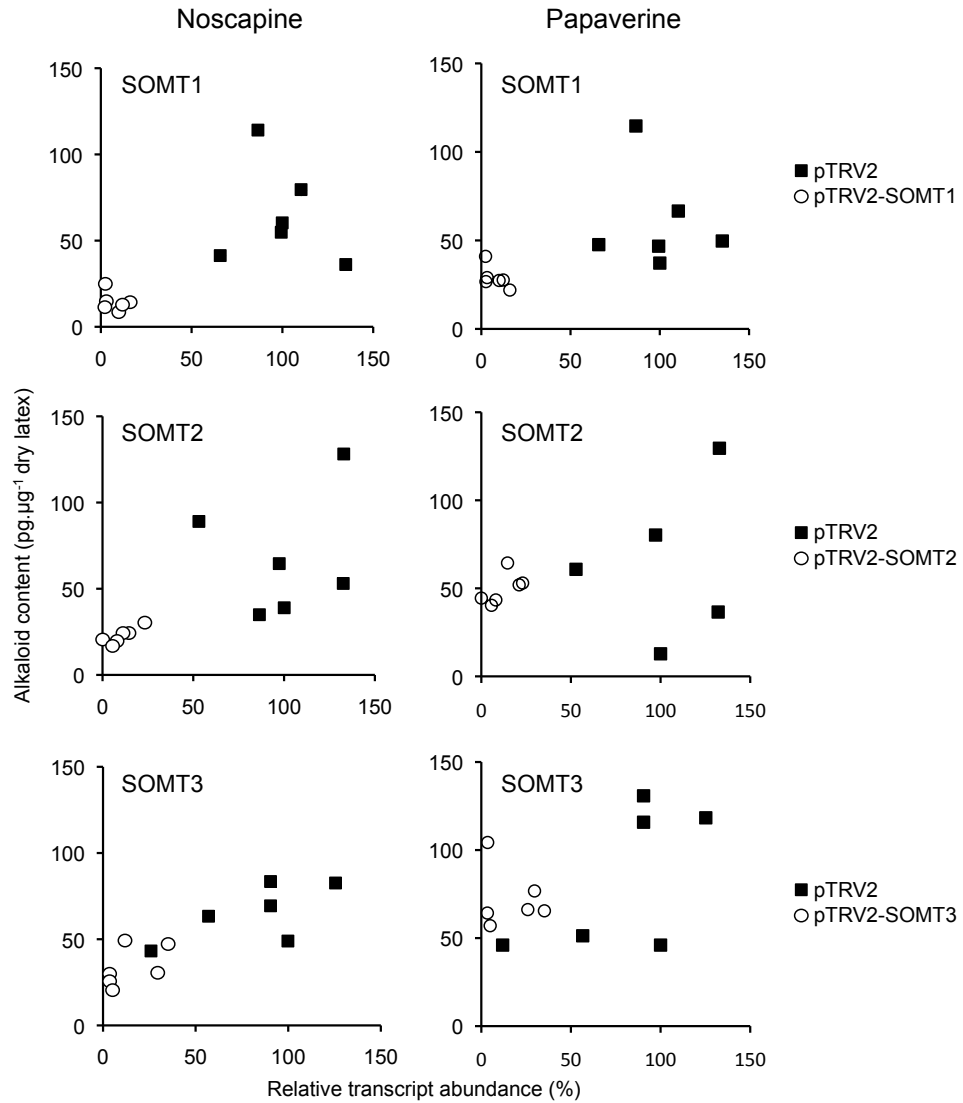 Noscapine
Papaverine
150
SOMT1
100
50
0
0 50 100 150
150
SOMT1
100
50
0
0 50 100 150
■ pTRV2
○ pTRV2-SOMT1
Alkaloid content (pg.µg⁻¹ dry latex)
150
SOMT2
100
50
0
0 50 100 150
150
SOMT2
100
50
0
0 50 100 150
■ pTRV2
○ pTRV2-SOMT2
150
SOMT3
100
50
0
0 50 100 150
150
SOMT3
100
50
0
0 50 100 150
■ pTRV2
○ pTRV2-SOMT3
Relative transcript abundance (%)